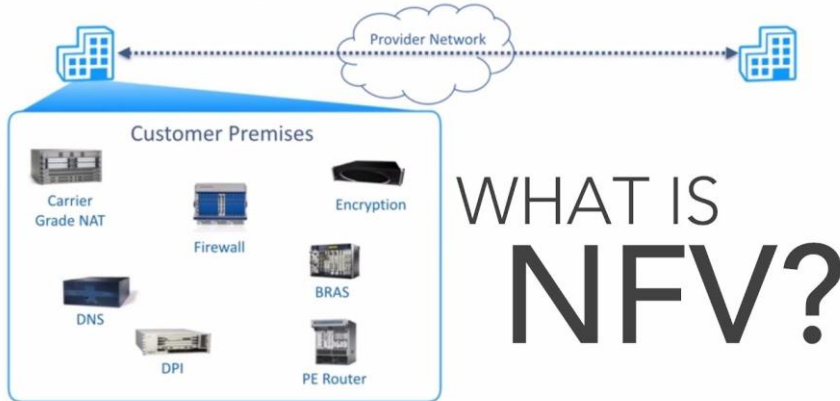 Provider Network
Customer Premises
Carrier
Grade NAT
Firewall
Encryption
DNS
DPI
BRAS
PE Router
WHAT IS
NFV?